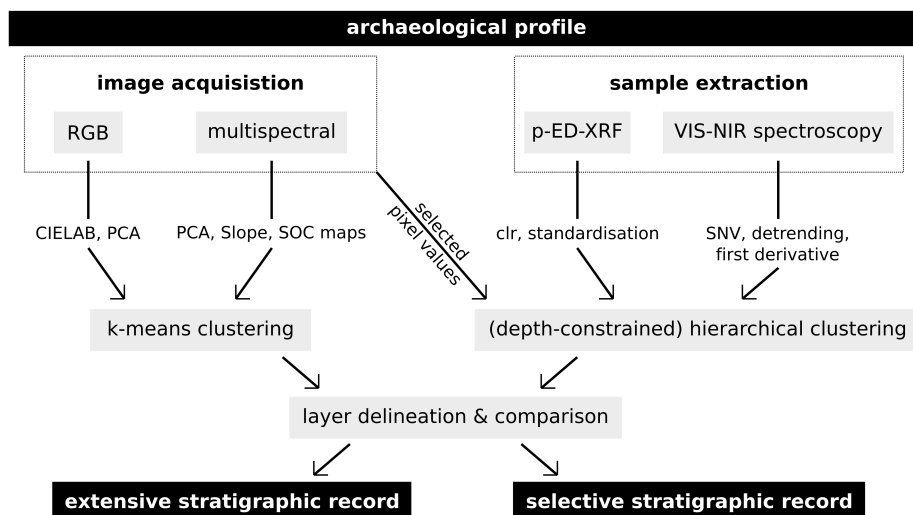 archaeological profile
image acquisistion
sample extraction
RGB
multispectral
p-ED-XRF
VIS-NIR spectroscopy
CIELAB, PCA
PCA, Slope, SOC maps
selected
pixel values
clr, standardisation
SNV, detrending,
first derivative
k-means clustering
(depth-constrained) hierarchical clustering
layer delineation & comparison
extensive stratigraphic record
selective stratigraphic record